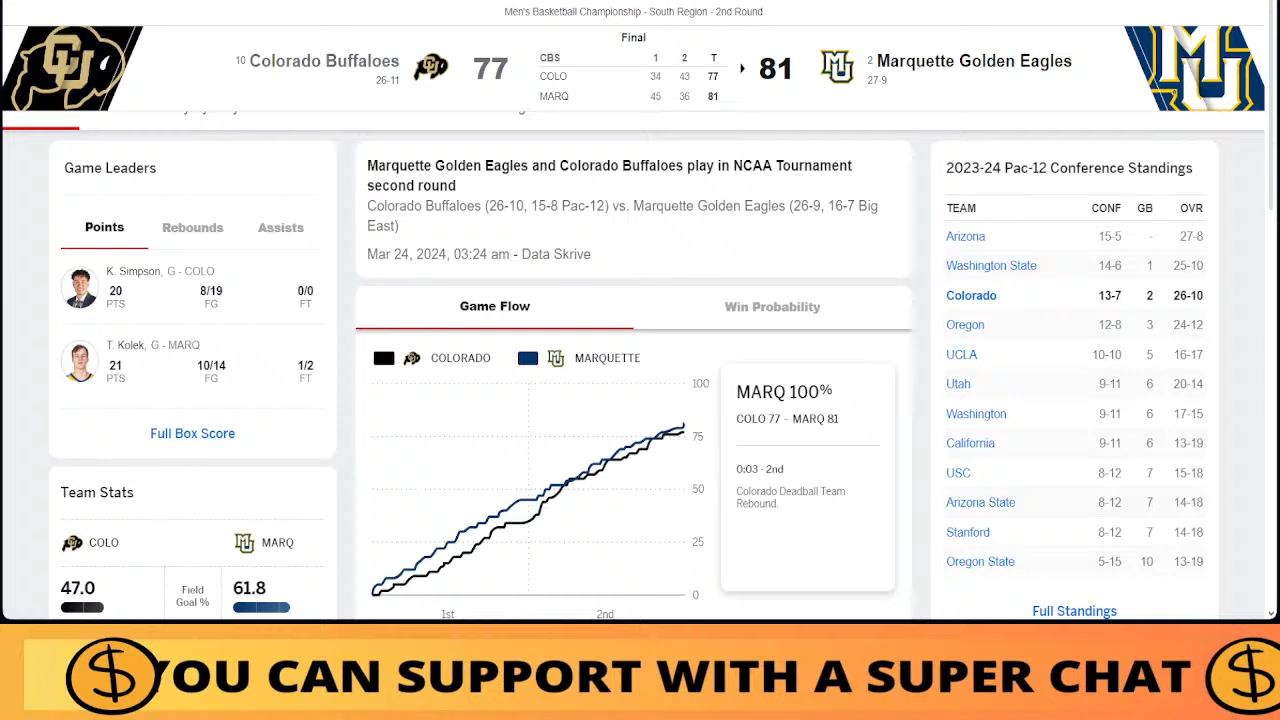 Men's Basketball Championship - South Region - 2nd Round
10 Colorado Buffaloes
26-11
77
Final
CBS 1 2 T
COLO 34 43 77
MARQ 45 36 81
81
2 Marquette Golden Eagles
27-9
Game Leaders
Points Rebounds Assists
K. Simpson, G - COLO
20 8/19 0/0
PTS FG FT
T. Kolek, G - MARQ
21 10/14 1/2
PTS FG FT
Full Box Score
Team Stats
COLO MARQ
47.0 Field Goal % 61.8
Marquette Golden Eagles and Colorado Buffaloes play in NCAA Tournament
second round
Colorado Buffaloes (26-10, 15-8 Pac-12) vs. Marquette Golden Eagles (26-9, 16-7 Big
East)
Mar 24, 2024, 03:24 am - Data Skrive
Game Flow Win Probability
COLORADO MARQUETTE
100
75
50
25
0
1st 2nd
MARQ 100%
COLO 77 - MARQ 81
0:03 - 2nd
Colorado Deadball Team
Rebound.
2023-24 Pac-12 Conference Standings
TEAM CONF GB OVR
Arizona 15-5 - 27-8
Washington State 14-6 1 25-10
Colorado 13-7 2 26-10
Oregon 12-8 3 24-12
UCLA 10-10 5 16-17
Utah 9-11 6 20-14
Washington 9-11 6 17-15
California 9-11 6 13-19
USC 8-12 7 15-18
Arizona State 8-12 7 14-18
Stanford 8-12 7 14-18
Oregon State 5-15 10 13-19
Full Standings
YOU CAN SUPPORT WITH A SUPER CHAT